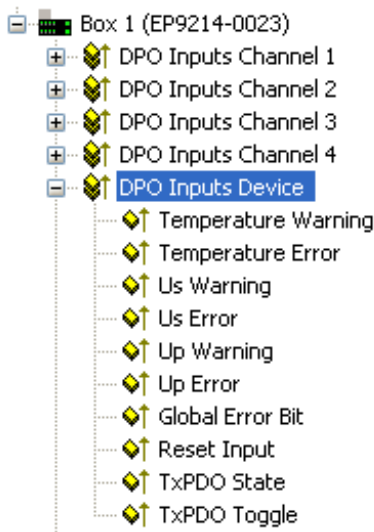 Box 1 (EP9214-0023)
DPO Inputs Channel 1
DPO Inputs Channel 2
DPO Inputs Channel 3
DPO Inputs Channel 4
DPO Inputs Device
Temperature Warning
Temperature Error
Us Warning
Us Error
Up Warning
Up Error
Global Error Bit
Reset Input
TxPDO State
TxPDO Toggle